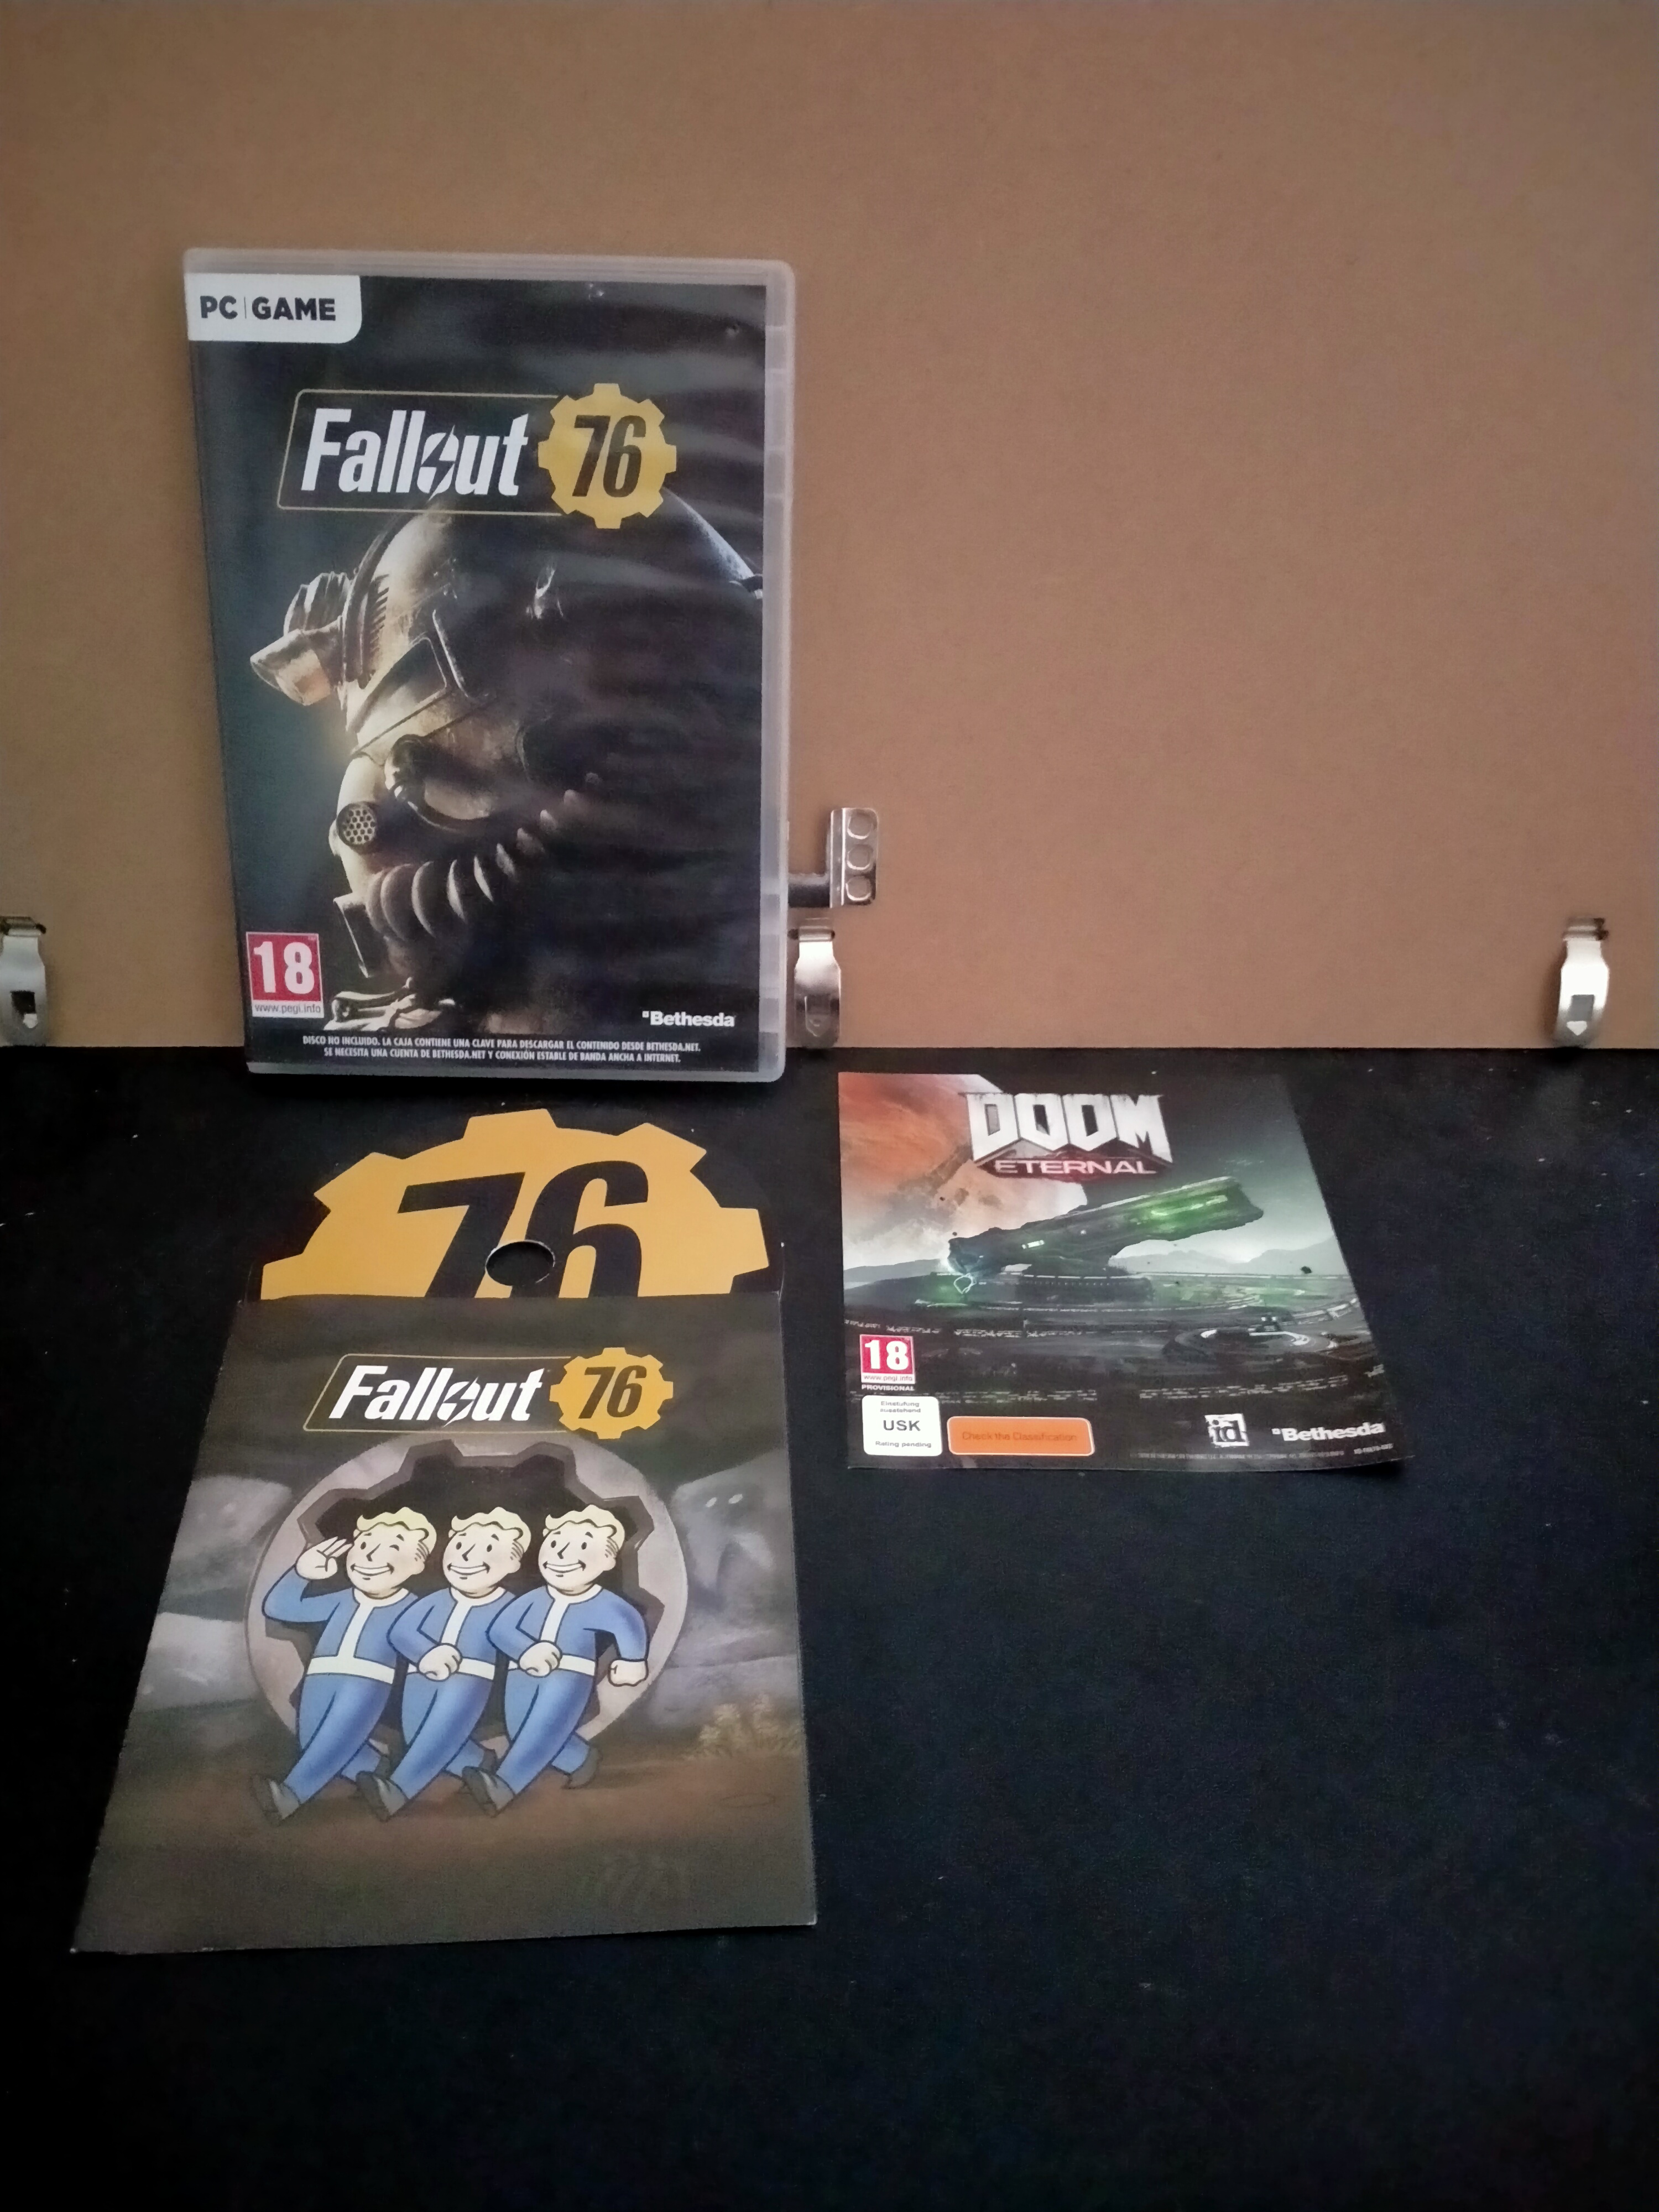 PC | GAME
Fallout 76
18
www.pegi.info
Bethesda
DISCO NO INCLUIDO. LA CAJA CONTIENE UNA CLAVE PARA DESCARGAR EL CONTENIDO DESDE BETHESDA.NET.
SE NECESITA UNA CUENTA DE BETHESDA.NET Y CONEXIÓN ESTABLE DE BANDA ANCHA A INTERNET.
76
Fallout 76
DOOM
ETERNAL
18
www.pegi.info
PROVISIONAL
Einstufung
ausstehend
USK
Rating pending
Check the Classification
id
Bethesda